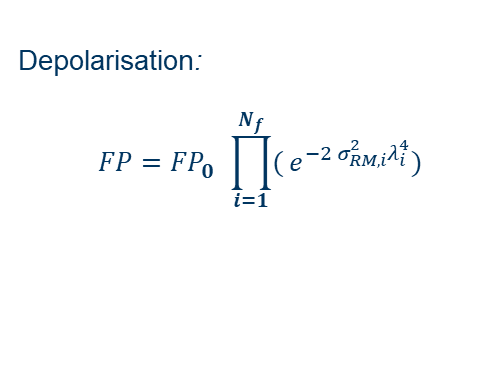 Depolarisation:
FP = FP₀ ∏_{i=1}^{N_f} ( e^{−2 σ²_{RM,i} λ_i^4} )